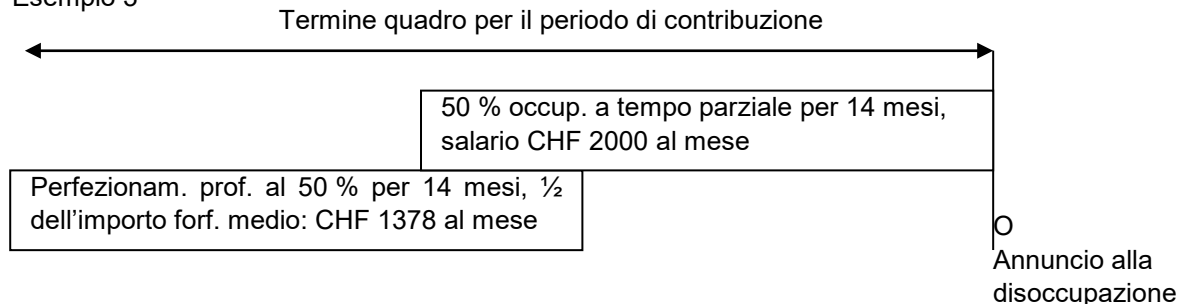 Termine quadro per il periodo di contribuzione
50 % occup. a tempo parziale per 14 mesi,
salario CHF 2000 al mese
Perfezionam. prof. al 50 % per 14 mesi, ½
dell’importo forf. medio: CHF 1378 al mese
O
Annuncio alla
disoccupazione